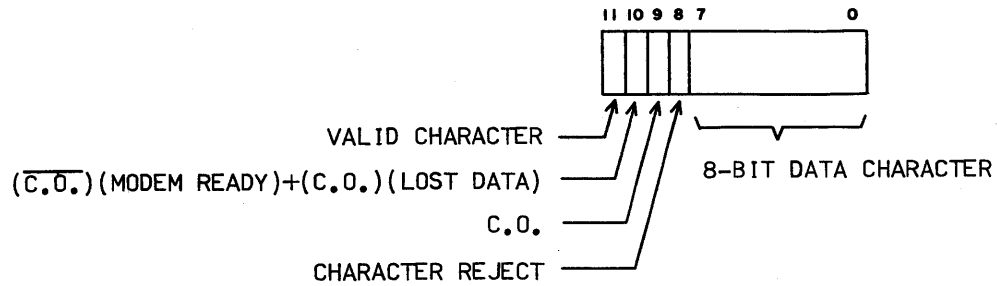 11 10 9 8 7 0
VALID CHARACTER
(C.O.)(MODEM READY)+(C.O.)(LOST DATA)
8-BIT DATA CHARACTER
C.O.
CHARACTER REJECT